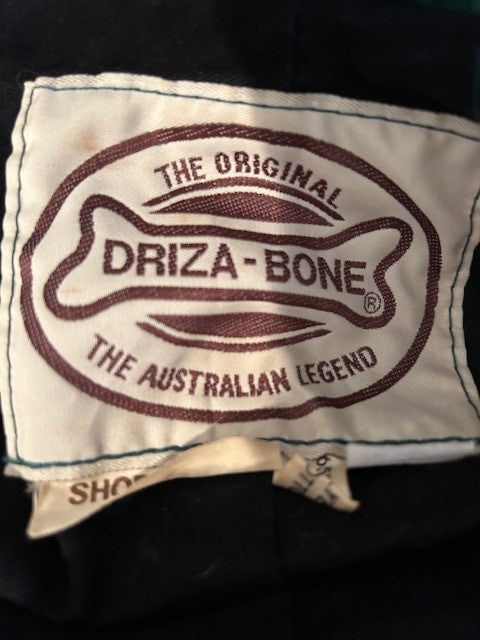 THE ORIGINAL
DRIZA-BONE®
THE AUSTRALIAN LEGEND